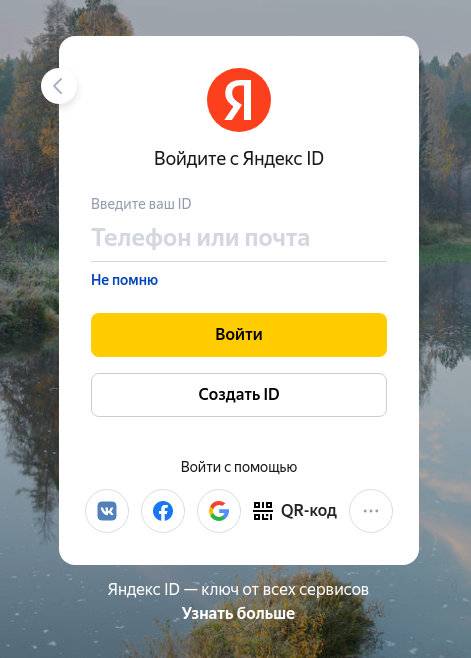 Я
Войдите с Яндекс ID
Введите ваш ID
Телефон или почта
Не помню
Войти
Создать ID
Войти с помощью
QR-код
Яндекс ID — ключ от всех сервисов
Узнать больше